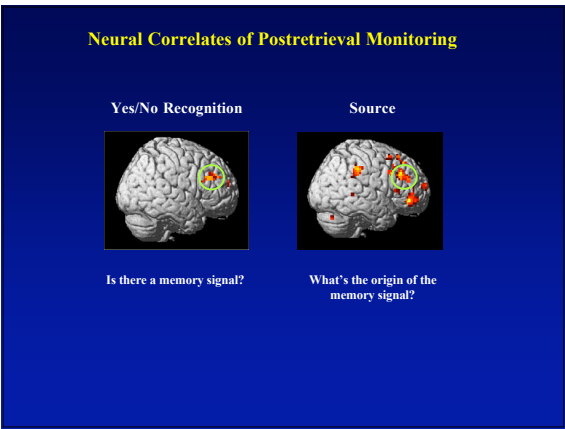 Neural Correlates of Postretrieval Monitoring
Yes/No Recognition
Source
Is there a memory signal?
What's the origin of the
memory signal?